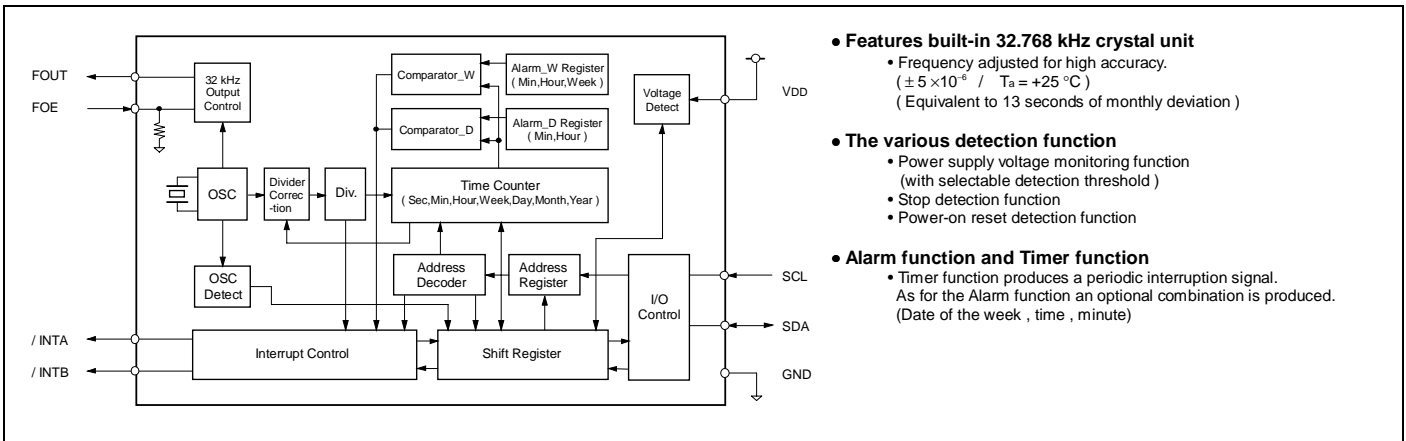 FOUT
FOE
32 kHz
Output
Control
Comparator_W
Alarm_W Register
( Min,Hour,Week )
Comparator_D
Alarm_D Register
( Min,Hour )
Voltage
Detect
VDD
OSC
Divider
Correc
-tion
Div.
Time Counter
( Sec,Min,Hour,Week,Day,Month,Year )
OSC
Detect
Address
Decoder
Address
Register
I/O
Control
SCL
SDA
GND
/ INTA
/ INTB
Interrupt Control
Shift Register
● Features built-in 32.768 kHz crystal unit
• Frequency adjusted for high accuracy.
( ± 5 ×10⁻⁶ / Ta = +25 °C )
( Equivalent to 13 seconds of monthly deviation )
● The various detection function
• Power supply voltage monitoring function
(with selectable detection threshold )
• Stop detection function
• Power-on reset detection function
● Alarm function and Timer function
• Timer function produces a periodic interruption signal.
As for the Alarm function an optional combination is produced.
(Date of the week , time , minute)